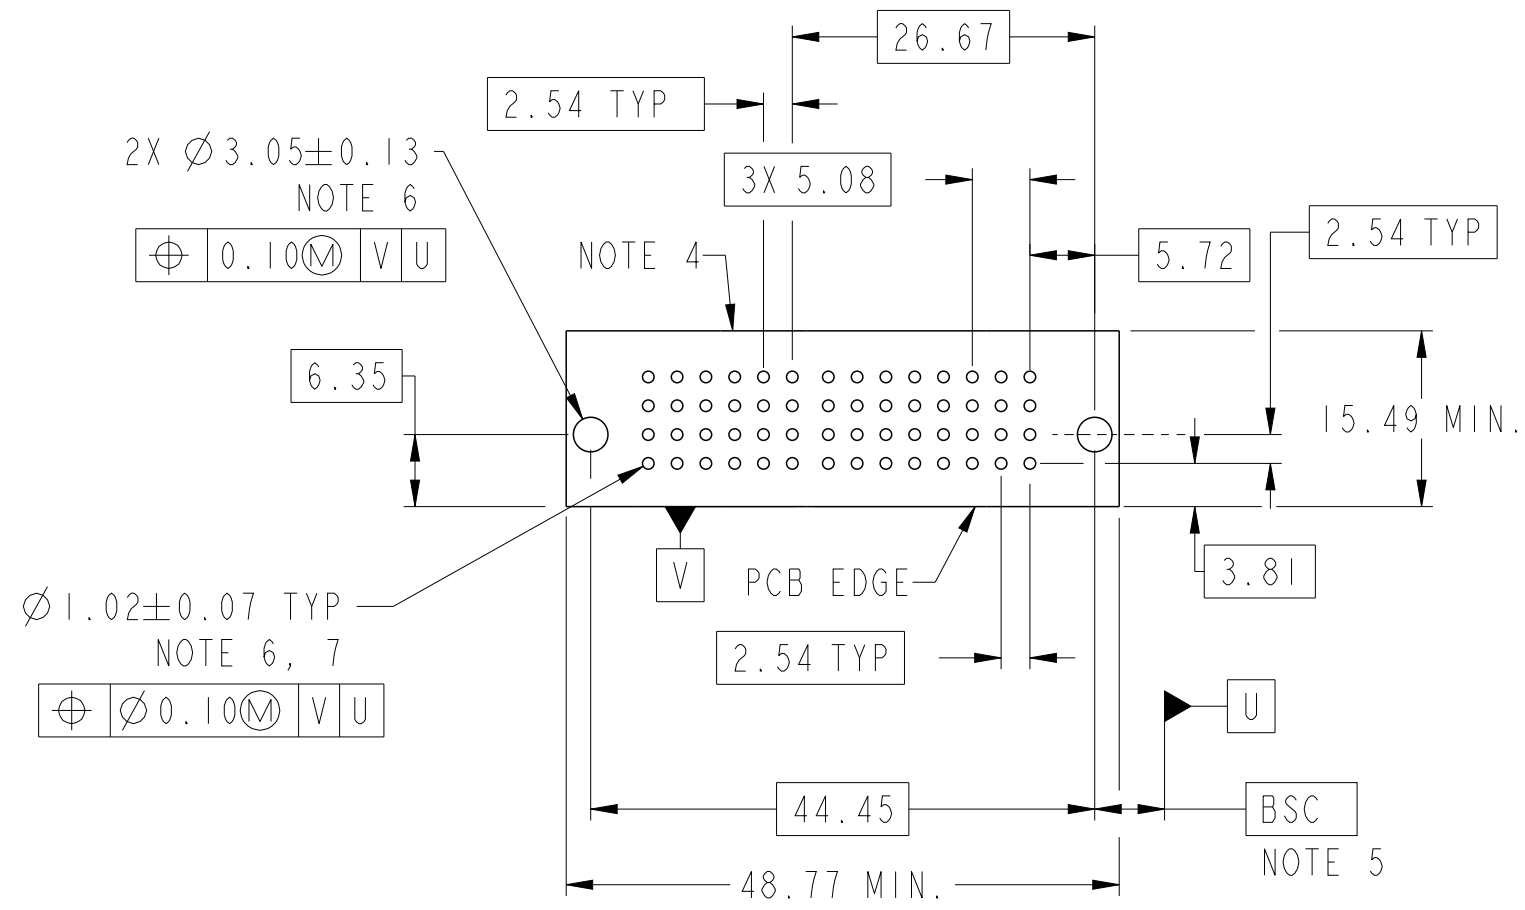 26.67
2.54 TYP
2X Ø3.05±0.13
NOTE 6
⌖ 0.10Ⓜ V U
3X 5.08
2.54 TYP
NOTE 4
5.72
6.35
15.49 MIN.
V
PCB EDGE
3.81
Ø1.02±0.07 TYP
NOTE 6, 7
⌖ Ø0.10Ⓜ V U
2.54 TYP
U
44.45
BSC
NOTE 5
48.77 MIN.